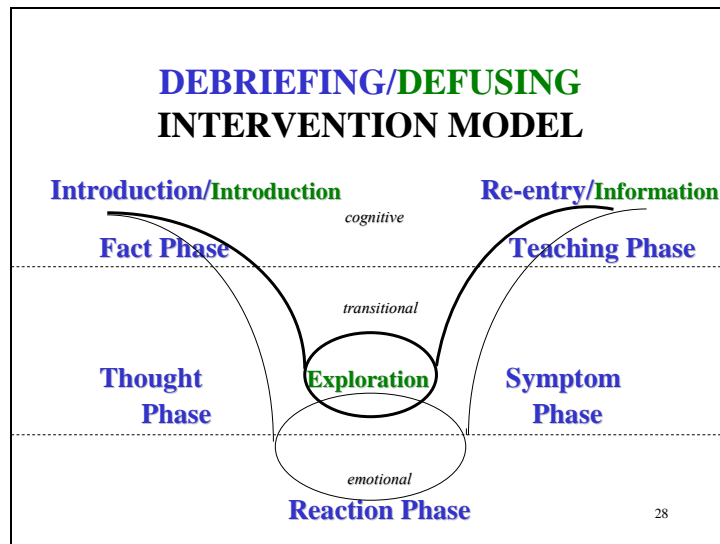 DEBRIEFING/DEFUSING
INTERVENTION MODEL
Introduction/Introduction
Re-entry/Information
cognitive
Fact Phase
Teaching Phase
transitional
Thought
Phase
Exploration
Symptom
Phase
emotional
Reaction Phase
28